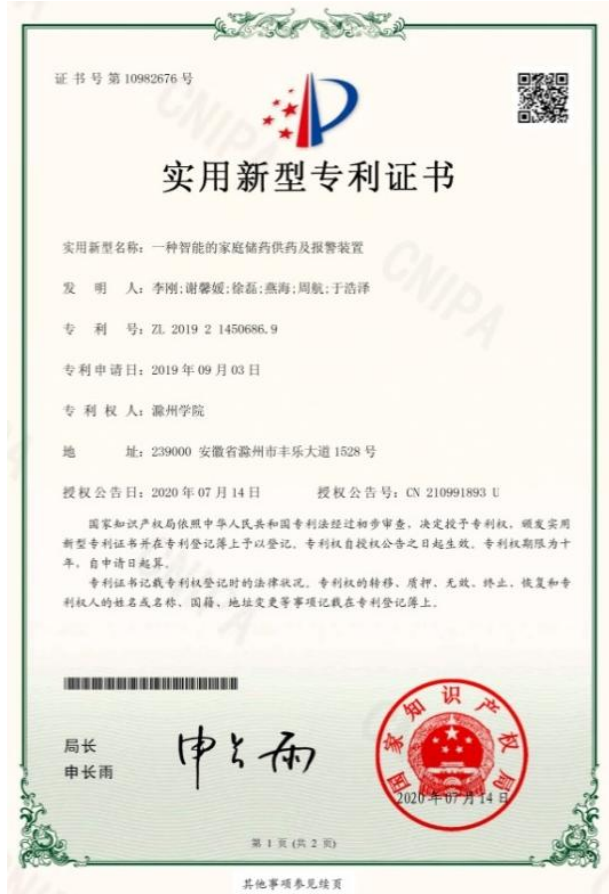 证书号第10982676号
CNIPA
实用新型专利证书
实用新型名称：一种智能的家庭储药供药及报警装置
发明人：李刚;谢馨媛;徐磊;燕海;周航;于浩泽
CNIPA
专利号：ZL 2019 2 1450686.9
专利申请日：2019年09月03日
专利权人：滁州学院
地址：239000 安徽省滁州市丰乐大道1528号
授权公告日：2020年07月14日 授权公告号：CN 210991893 U
国家知识产权局依照中华人民共和国专利法经过初步审查，决定授予专利权，颁发实用
新型专利证书并在专利登记簿上予以登记。专利权自授权公告之日起生效。专利权期限为十
年，自申请日起算。
专利证书记载专利权登记时的法律状况。专利权的转移、质押、无效、终止、恢复和专
利权人的姓名或名称、国籍、地址变更等事项记载在专利登记簿上。
局长
申长雨
申长雨
国家知识产权局
2020年07月14日
第1页(共2页)
其他事项参见续页